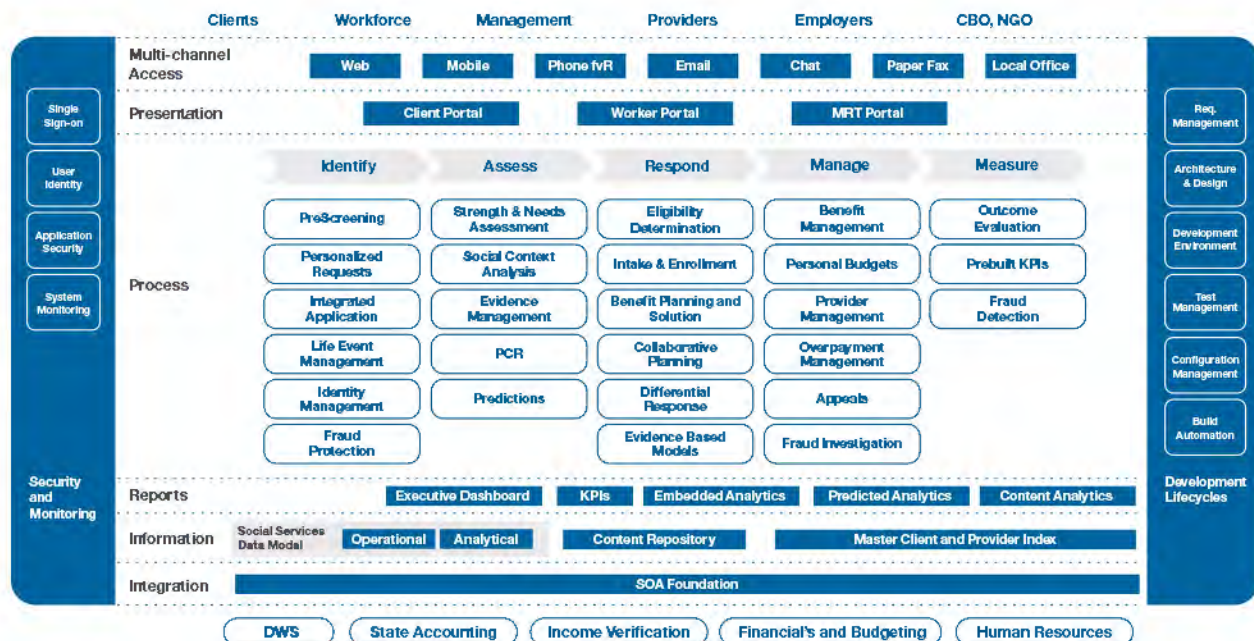 Clients Workforce Management Providers Employers CBO, NGO
Multi-channel
Access
Web Mobile Phone fvR Email Chat Paper Fax Local Office
Presentation
Client Portal Worker Portal MRT Portal
Single
Sign-on
User
Identity
Application
Security
System
Monitoring
Security
and
Monitoring
Process
Identify Assess Respond Manage Measure
PreScreening
Personalized
Requests
Integrated
Application
Life Event
Management
Identity
Management
Fraud
Protection
Strength & Needs
Assessment
Social Context
Analysis
Evidence
Management
PCR
Predictions
Eligibility
Determination
Intake & Enrollment
Benefit Planning and
Solution
Collaborative
Planning
Differential
Response
Evidence Based
Models
Benefit
Management
Personal Budgets
Provider
Management
Overpayment
Management
Appeals
Fraud Investigation
Outcome
Evaluation
Prebuilt KPIs
Fraud
Detection
Req.
Management
Architecture
& Design
Development
Environment
Test
Management
Configuration
Management
Build
Automation
Development
Lifecycles
Reports
Executive Dashboard KPIs Embedded Analytics Predicted Analytics Content Analytics
Information
Social Services
Data Modal
Operational Analytical Content Repository Master Client and Provider Index
Integration
SOA Foundation
DWS State Accounting Income Verification Financial's and Budgeting Human Resources